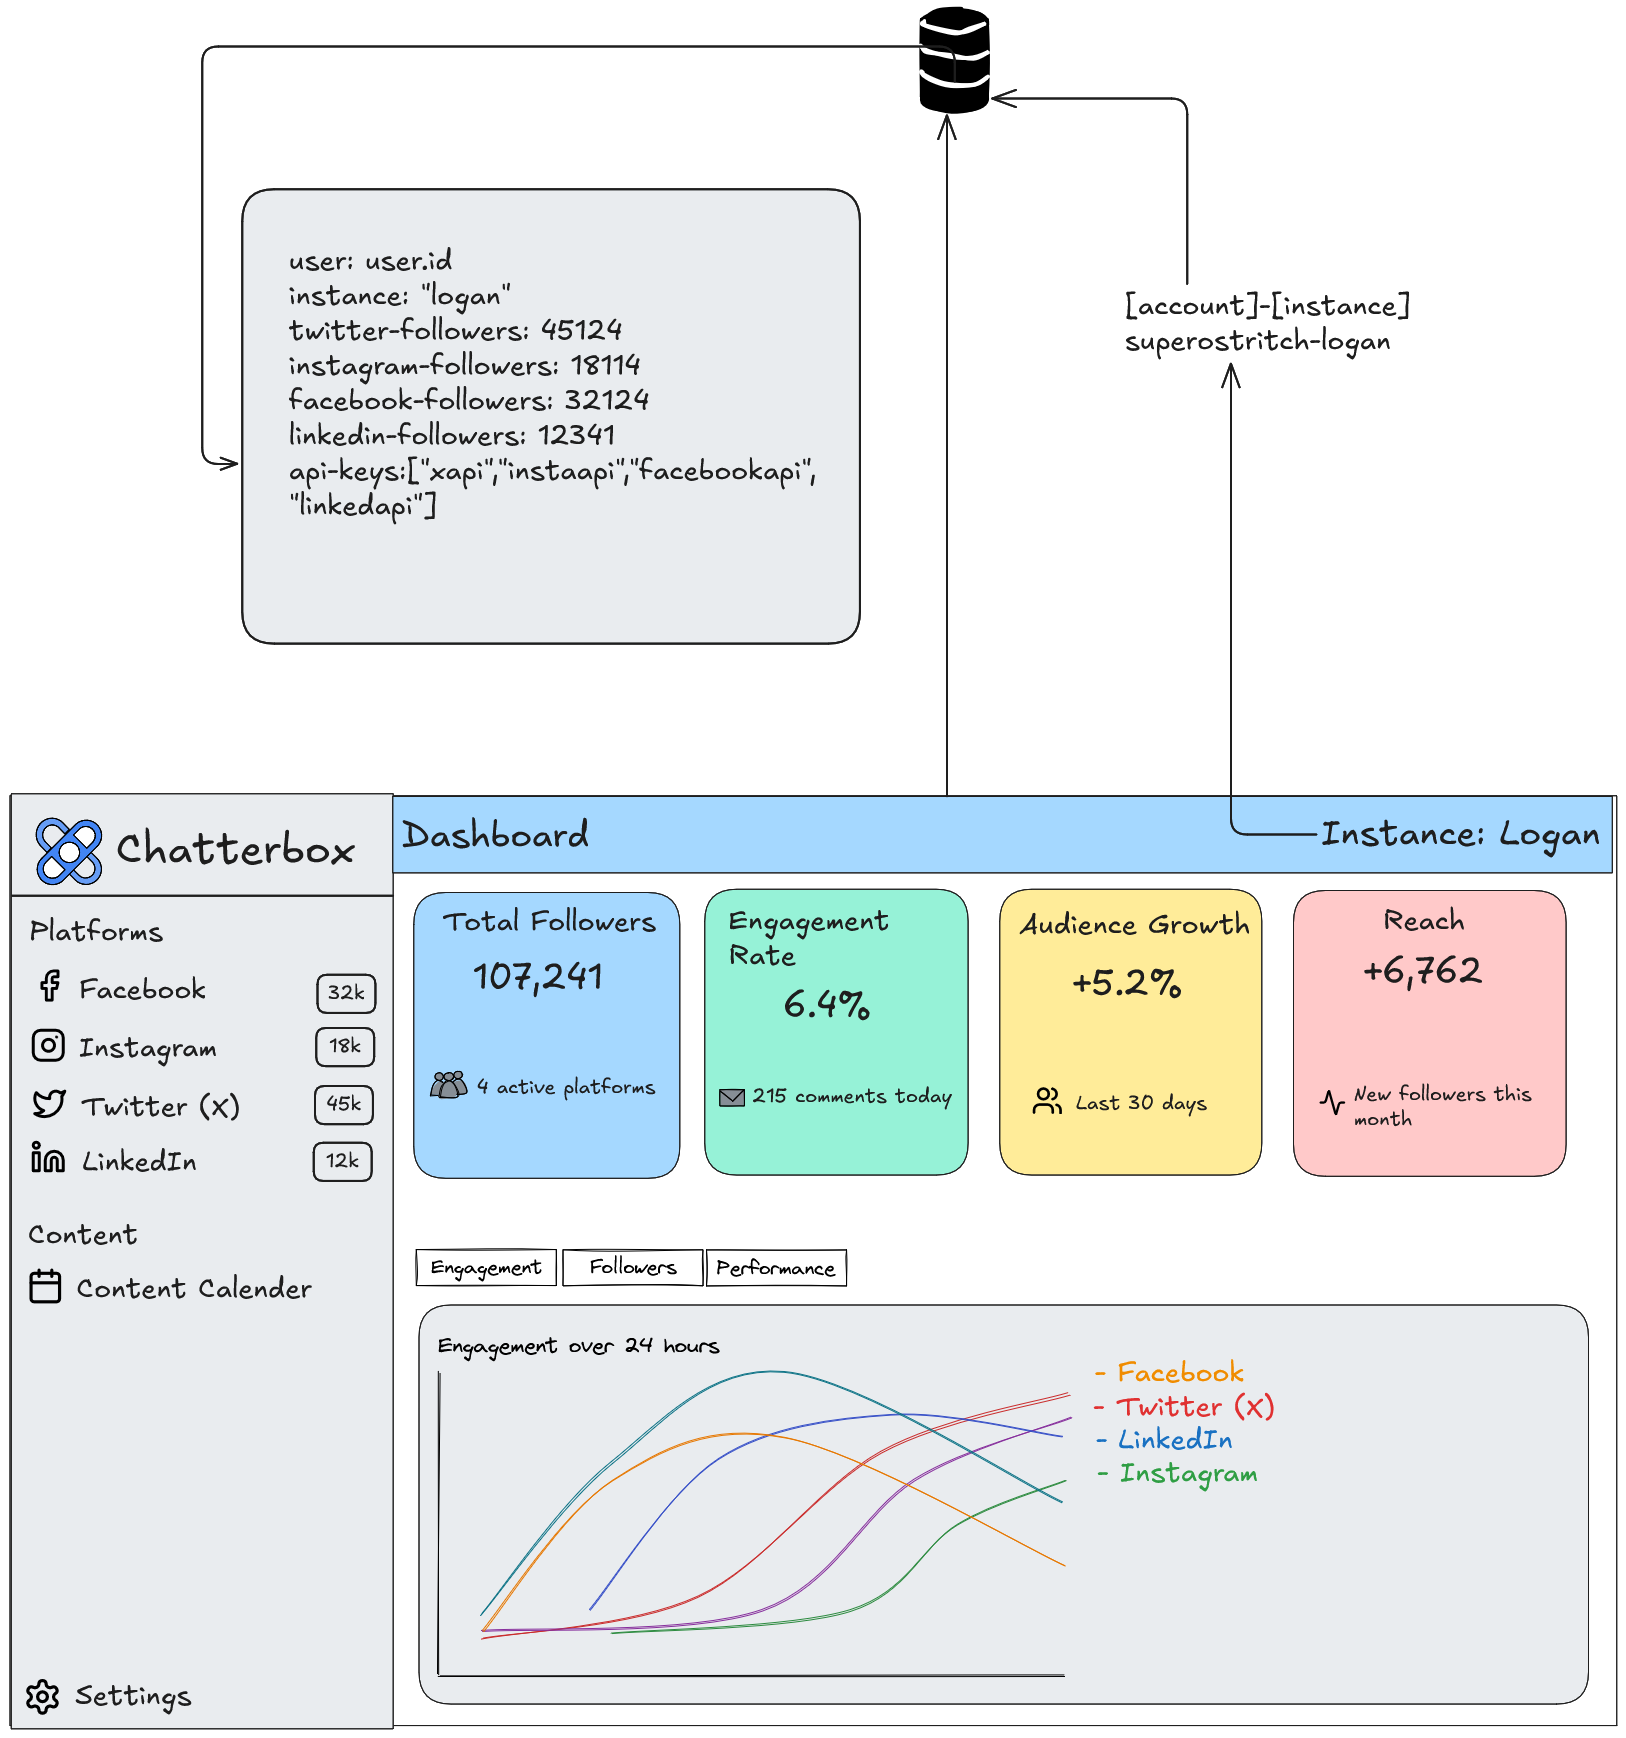 user: user.id
instance: "logan"
twitter-followers: 45124
instagram-followers: 18114
facebook-followers: 32124
linkedin-followers: 12341
api-keys:["xapi","instaapi","facebookapi",
"linkedapi"]
[account]-[instance]
superostritch-logan
Chatterbox
Dashboard
Instance: Logan
Platforms
Facebook
32k
Instagram
18k
Twitter (x)
45k
LinkedIn
12k
Content
Content Calender
Settings
Total Followers
107,241
4 active platforms
Engagement
Rate
6.4%
215 comments today
Audience Growth
+5.2%
Last 30 days
Reach
+6,762
New followers this
month
Engagement
Followers
Performance
Engagement over 24 hours
- Facebook
- Twitter (X)
- LinkedIn
- Instagram